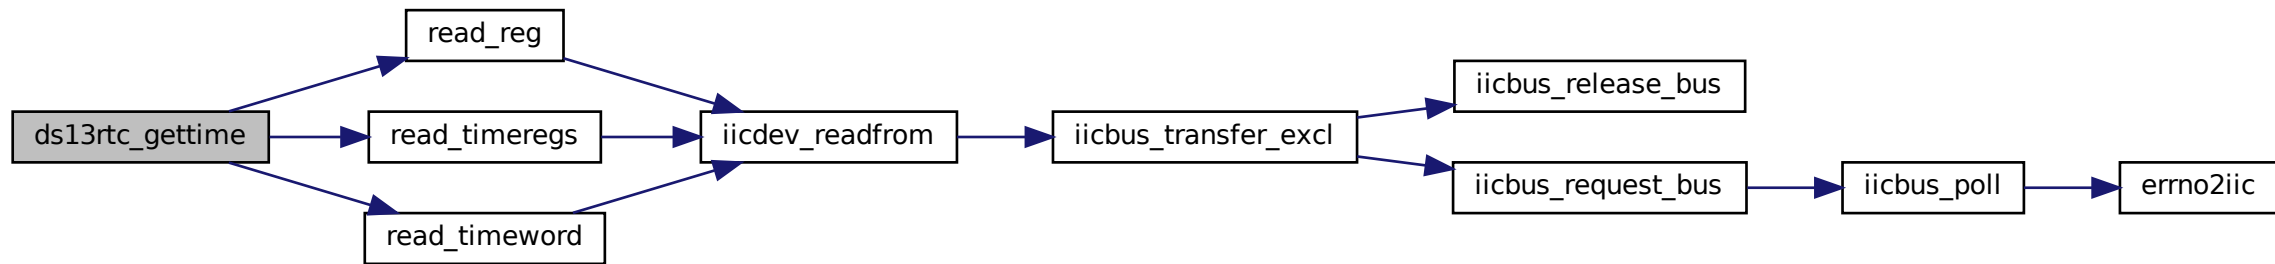 read_reg
iicbus_release_bus
ds13rtc_gettime
read_timeregs
iicdev_readfrom
iicbus_transfer_excl
iicbus_request_bus
iicbus_poll
errno2iic
read_timeword